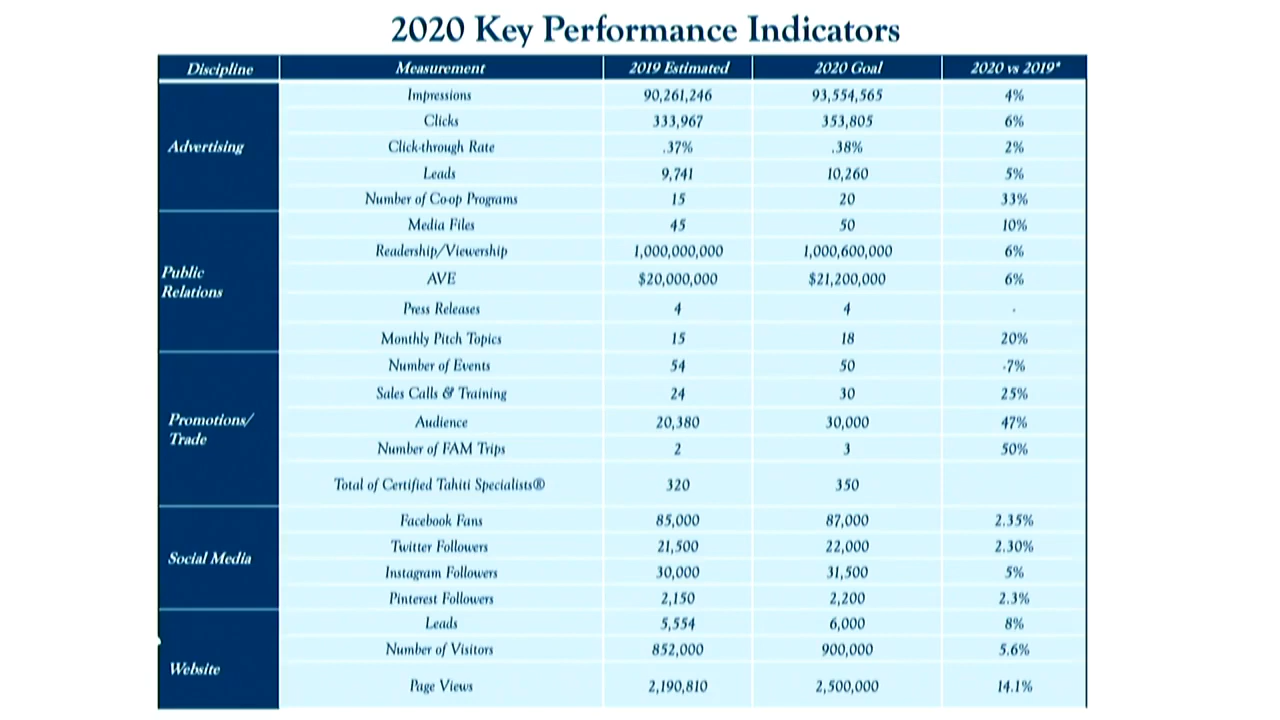 2020 Key Performance Indicators
Discipline Measurement 2019 Estimated 2020 Goal 2020 vs 2019*
Advertising
Impressions 90,261,246 93,554,565 4%
Clicks 333,967 353,805 6%
Click-through Rate .37% .38% 2%
Leads 9,741 10,260 5%
Number of Co-op Programs 15 20 33%
Public
Relations
Media Files 45 50 10%
Readership/Viewership 1,000,000,000 1,000,600,000 6%
AVE $20,000,000 $21,200,000 6%
Press Releases 4 4 -
Monthly Pitch Topics 15 18 20%
Promotions/
Trade
Number of Events 54 50 -7%
Sales Calls & Training 24 30 25%
Audience 20,380 30,000 47%
Number of FAM Trips 2 3 50%
Total of Certified Tahiti Specialists® 320 350
Social Media
Facebook Fans 85,000 87,000 2.35%
Twitter Followers 21,500 22,000 2.30%
Instagram Followers 30,000 31,500 5%
Pinterest Followers 2,150 2,200 2.3%
Website
Leads 5,554 6,000 8%
Number of Visitors 852,000 900,000 5.6%
Page Views 2,190,810 2,500,000 14.1%